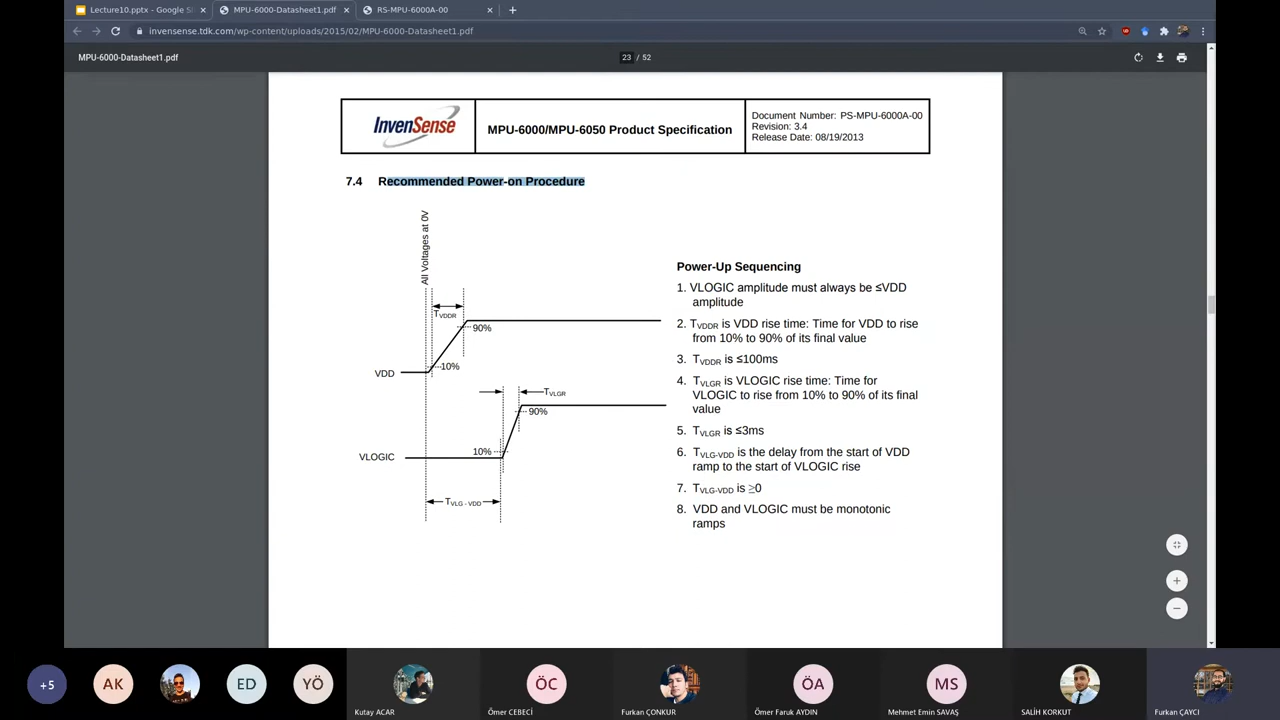 Lecture10.pptx - Google S
MPU-6000-Datasheet1.pdf
RS-MPU-6000A-00
invensense.tdk.com/wp-content/uploads/2015/02/MPU-6000-Datasheet1.pdf
MPU-6000-Datasheet1.pdf
23 / 52
InvenSense
MPU-6000/MPU-6050 Product Specification
Document Number: PS-MPU-6000A-00
Revision: 3.4
Release Date: 08/19/2013
7.4 Recommended Power-on Procedure
All Voltages at 0V
TVDDR
90%
10%
VDD
TVLGR
90%
10%
VLOGIC
TVLG - VDD
Power-Up Sequencing
1. VLOGIC amplitude must always be ≤VDD
amplitude
2. TVDDR is VDD rise time: Time for VDD to rise
from 10% to 90% of its final value
3. TVDDR is ≤100ms
4. TVLGR is VLOGIC rise time: Time for
VLOGIC to rise from 10% to 90% of its final
value
5. TVLGR is ≤3ms
6. TVLG-VDD is the delay from the start of VDD
ramp to the start of VLOGIC rise
7. TVLG-VDD is ≥0
8. VDD and VLOGIC must be monotonic
ramps
+5
AK
ED
YÖ
ÖC
ÖA
MS
Kutay ACAR
Ömer CEBECİ
Furkan ÇONKUR
Ömer Faruk AYDIN
Mehmet Emin SAVAŞ
SALİH KORKUT
Furkan ÇAYCI